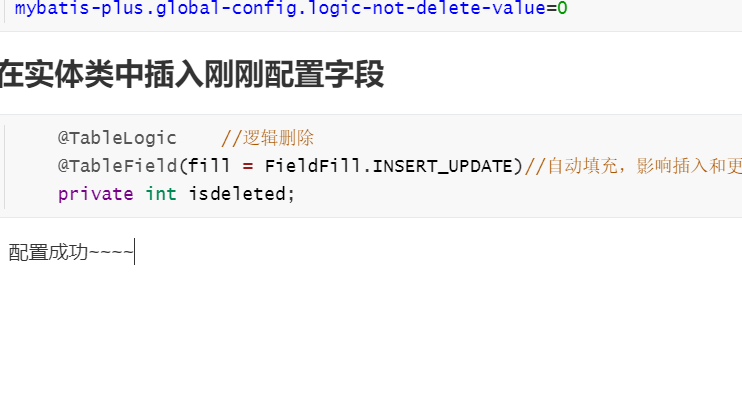 mybatis-plus.global-config.logic-not-delete-value=0
在实体类中插入刚刚配置字段
@TableLogic    //逻辑删除
@TableField(fill = FieldFill.INSERT_UPDATE)//自动填充，影响插入和更
private int isdeleted;
配置成功~~~~